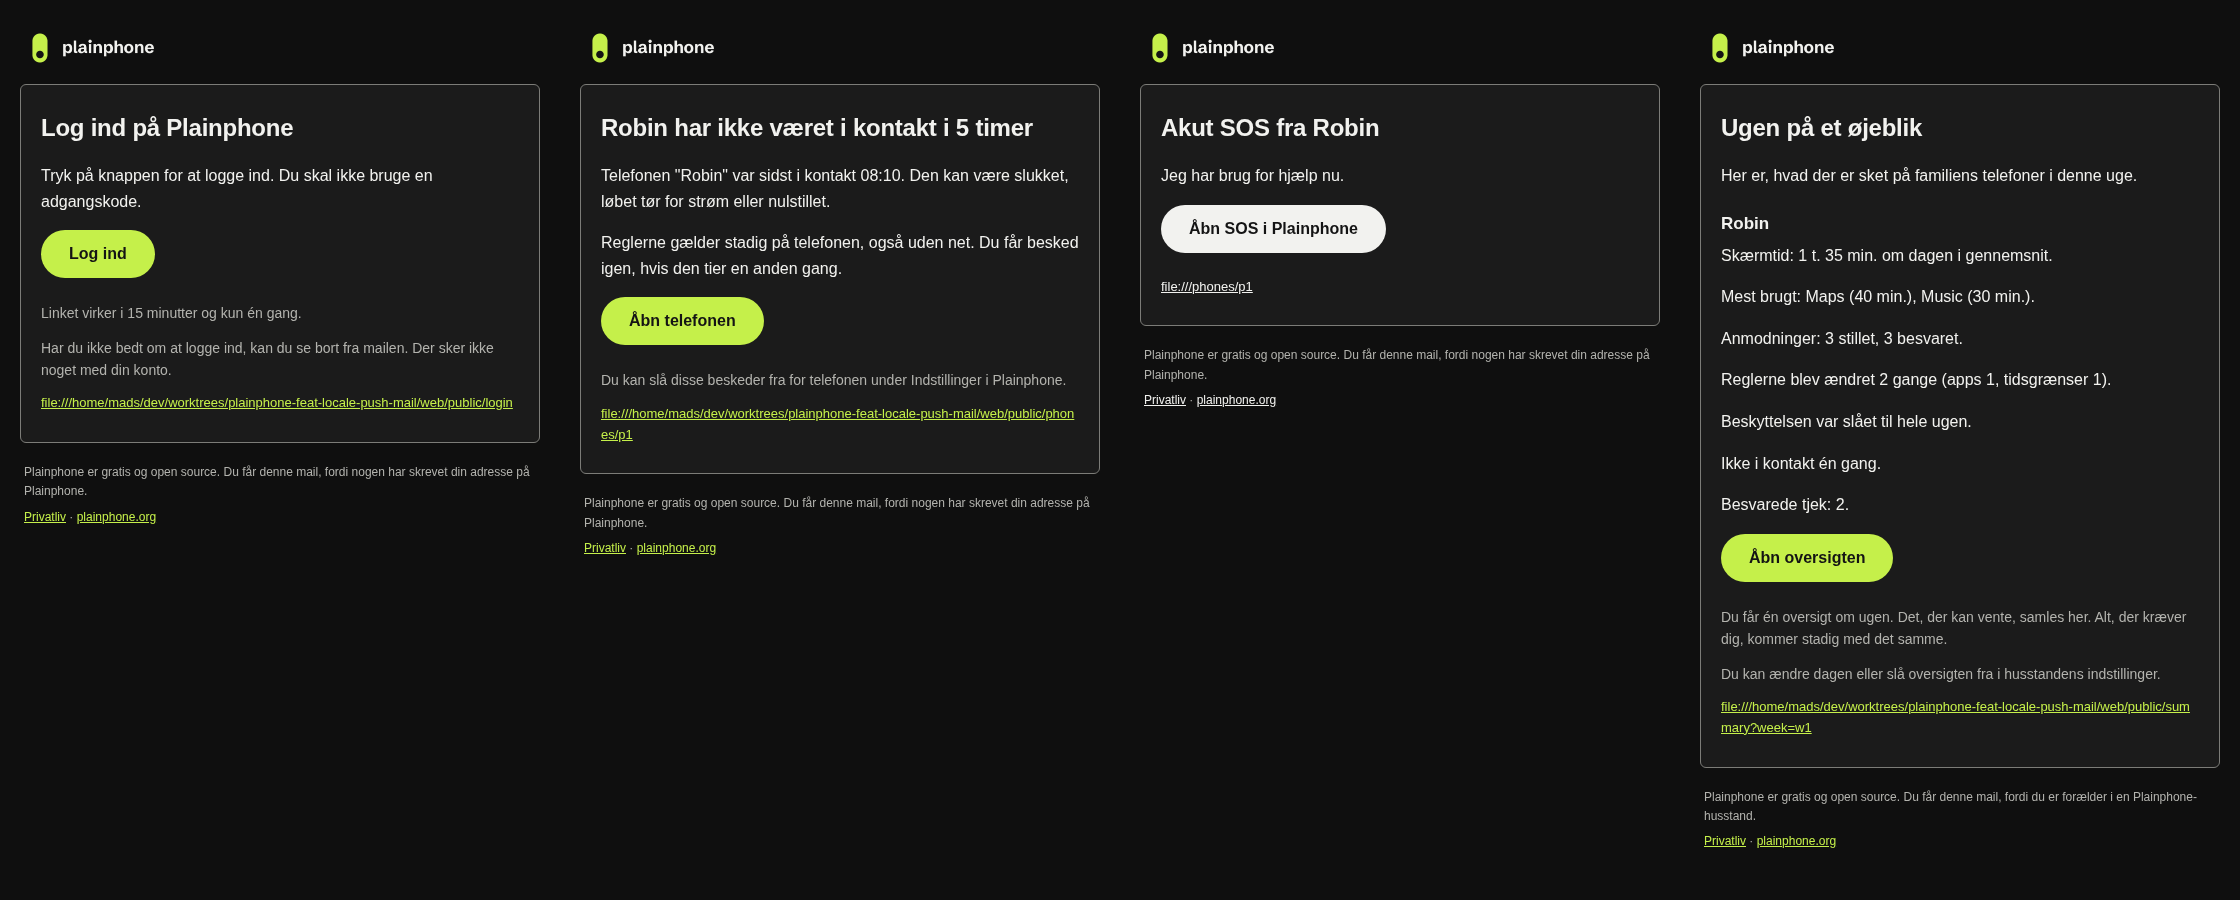 plainphone
Log ind på Plainphone
Tryk på knappen for at logge ind. Du skal ikke bruge en
adgangskode.
Log ind
Linket virker i 15 minutter og kun én gang.
Har du ikke bedt om at logge ind, kan du se bort fra mailen. Der sker ikke
noget med din konto.
file:///home/mads/dev/worktrees/plainphone-feat-locale-push-mail/web/public/login
Plainphone er gratis og open source. Du får denne mail, fordi nogen har skrevet din adresse på
Plainphone.
Privatliv · plainphone.org
plainphone
Robin har ikke været i kontakt i 5 timer
Telefonen "Robin" var sidst i kontakt 08:10. Den kan være slukket,
løbet tør for strøm eller nulstillet.
Reglerne gælder stadig på telefonen, også uden net. Du får besked
igen, hvis den tier en anden gang.
Åbn telefonen
Du kan slå disse beskeder fra for telefonen under Indstillinger i Plainphone.
file:///home/mads/dev/worktrees/plainphone-feat-locale-push-mail/web/public/phon
es/p1
Plainphone er gratis og open source. Du får denne mail, fordi nogen har skrevet din adresse på
Plainphone.
Privatliv · plainphone.org
plainphone
Akut SOS fra Robin
Jeg har brug for hjælp nu.
Åbn SOS i Plainphone
file:///phones/p1
Plainphone er gratis og open source. Du får denne mail, fordi nogen har skrevet din adresse på
Plainphone.
Privatliv · plainphone.org
plainphone
Ugen på et øjeblik
Her er, hvad der er sket på familiens telefoner i denne uge.
Robin
Skærmtid: 1 t. 35 min. om dagen i gennemsnit.
Mest brugt: Maps (40 min.), Music (30 min.).
Anmodninger: 3 stillet, 3 besvaret.
Reglerne blev ændret 2 gange (apps 1, tidsgrænser 1).
Beskyttelsen var slået til hele ugen.
Ikke i kontakt én gang.
Besvarede tjek: 2.
Åbn oversigten
Du får én oversigt om ugen. Det, der kan vente, samles her. Alt, der kræver
dig, kommer stadig med det samme.
Du kan ændre dagen eller slå oversigten fra i husstandens indstillinger.
file:///home/mads/dev/worktrees/plainphone-feat-locale-push-mail/web/public/sum
mary?week=w1
Plainphone er gratis og open source. Du får denne mail, fordi du er forælder i en Plainphone-
husstand.
Privatliv · plainphone.org